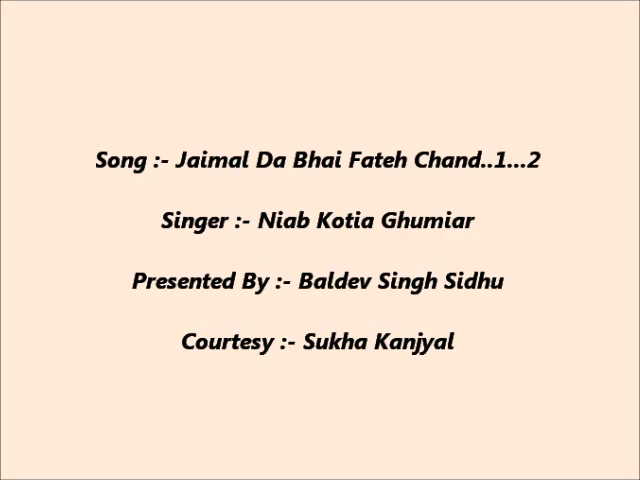 Song :- Jaimal Da Bhai Fateh Chand..1...2
Singer :- Niab Kotia Ghumiar
Presented By :- Baldev Singh Sidhu
Courtesy :- Sukha Kanjyal